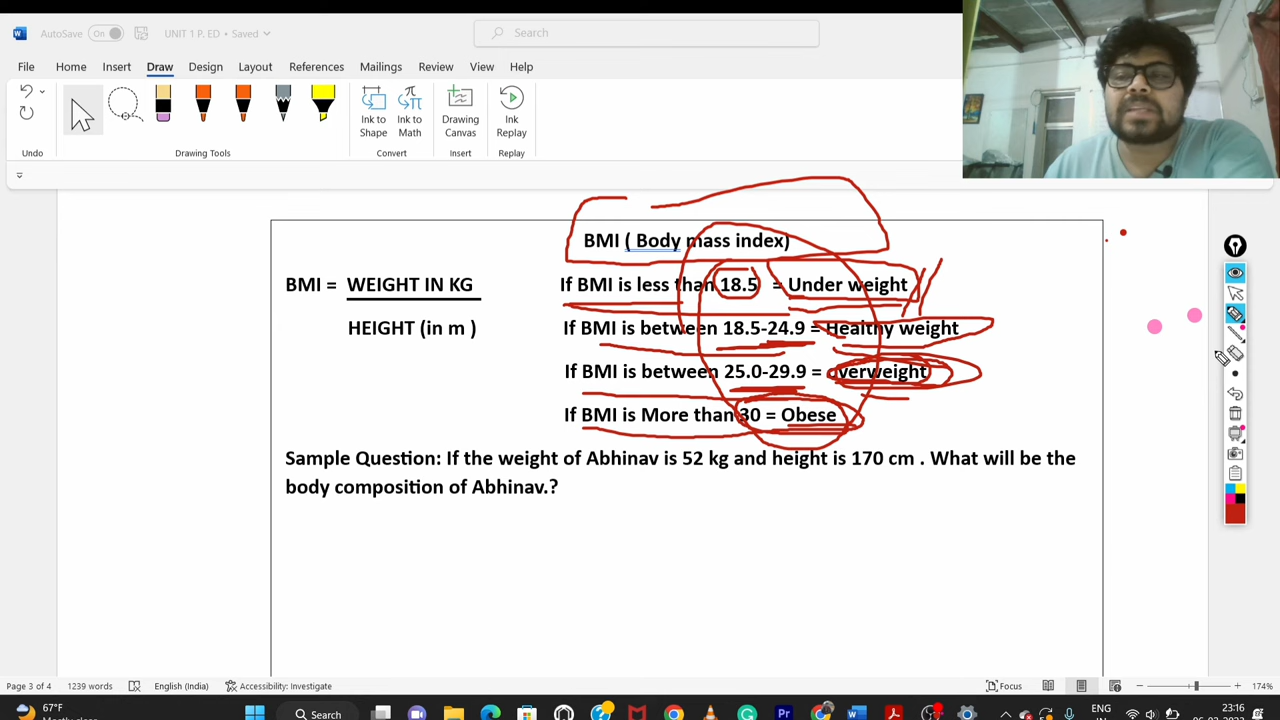 AutoSave On UNIT 1 P. ED • Saved Search
File Home Insert Draw Design Layout References Mailings Review View Help
Ink to Shape Ink to Math Drawing Canvas Ink Replay
Undo Drawing Tools Convert Insert Replay
BMI ( Body mass index)
BMI = WEIGHT IN KG If BMI is less than 18.5 = Under weight
HEIGHT (in m ) If BMI is between 18.5-24.9 = Healthy weight
If BMI is between 25.0-29.9 = overweight
If BMI is More than 30 = Obese
Sample Question: If the weight of Abhinav is 52 kg and height is 170 cm . What will be the
body composition of Abhinav.?
Page 3 of 4 1239 words English (India) Accessibility: Investigate Focus 174%
67°F Search ENG 23:16